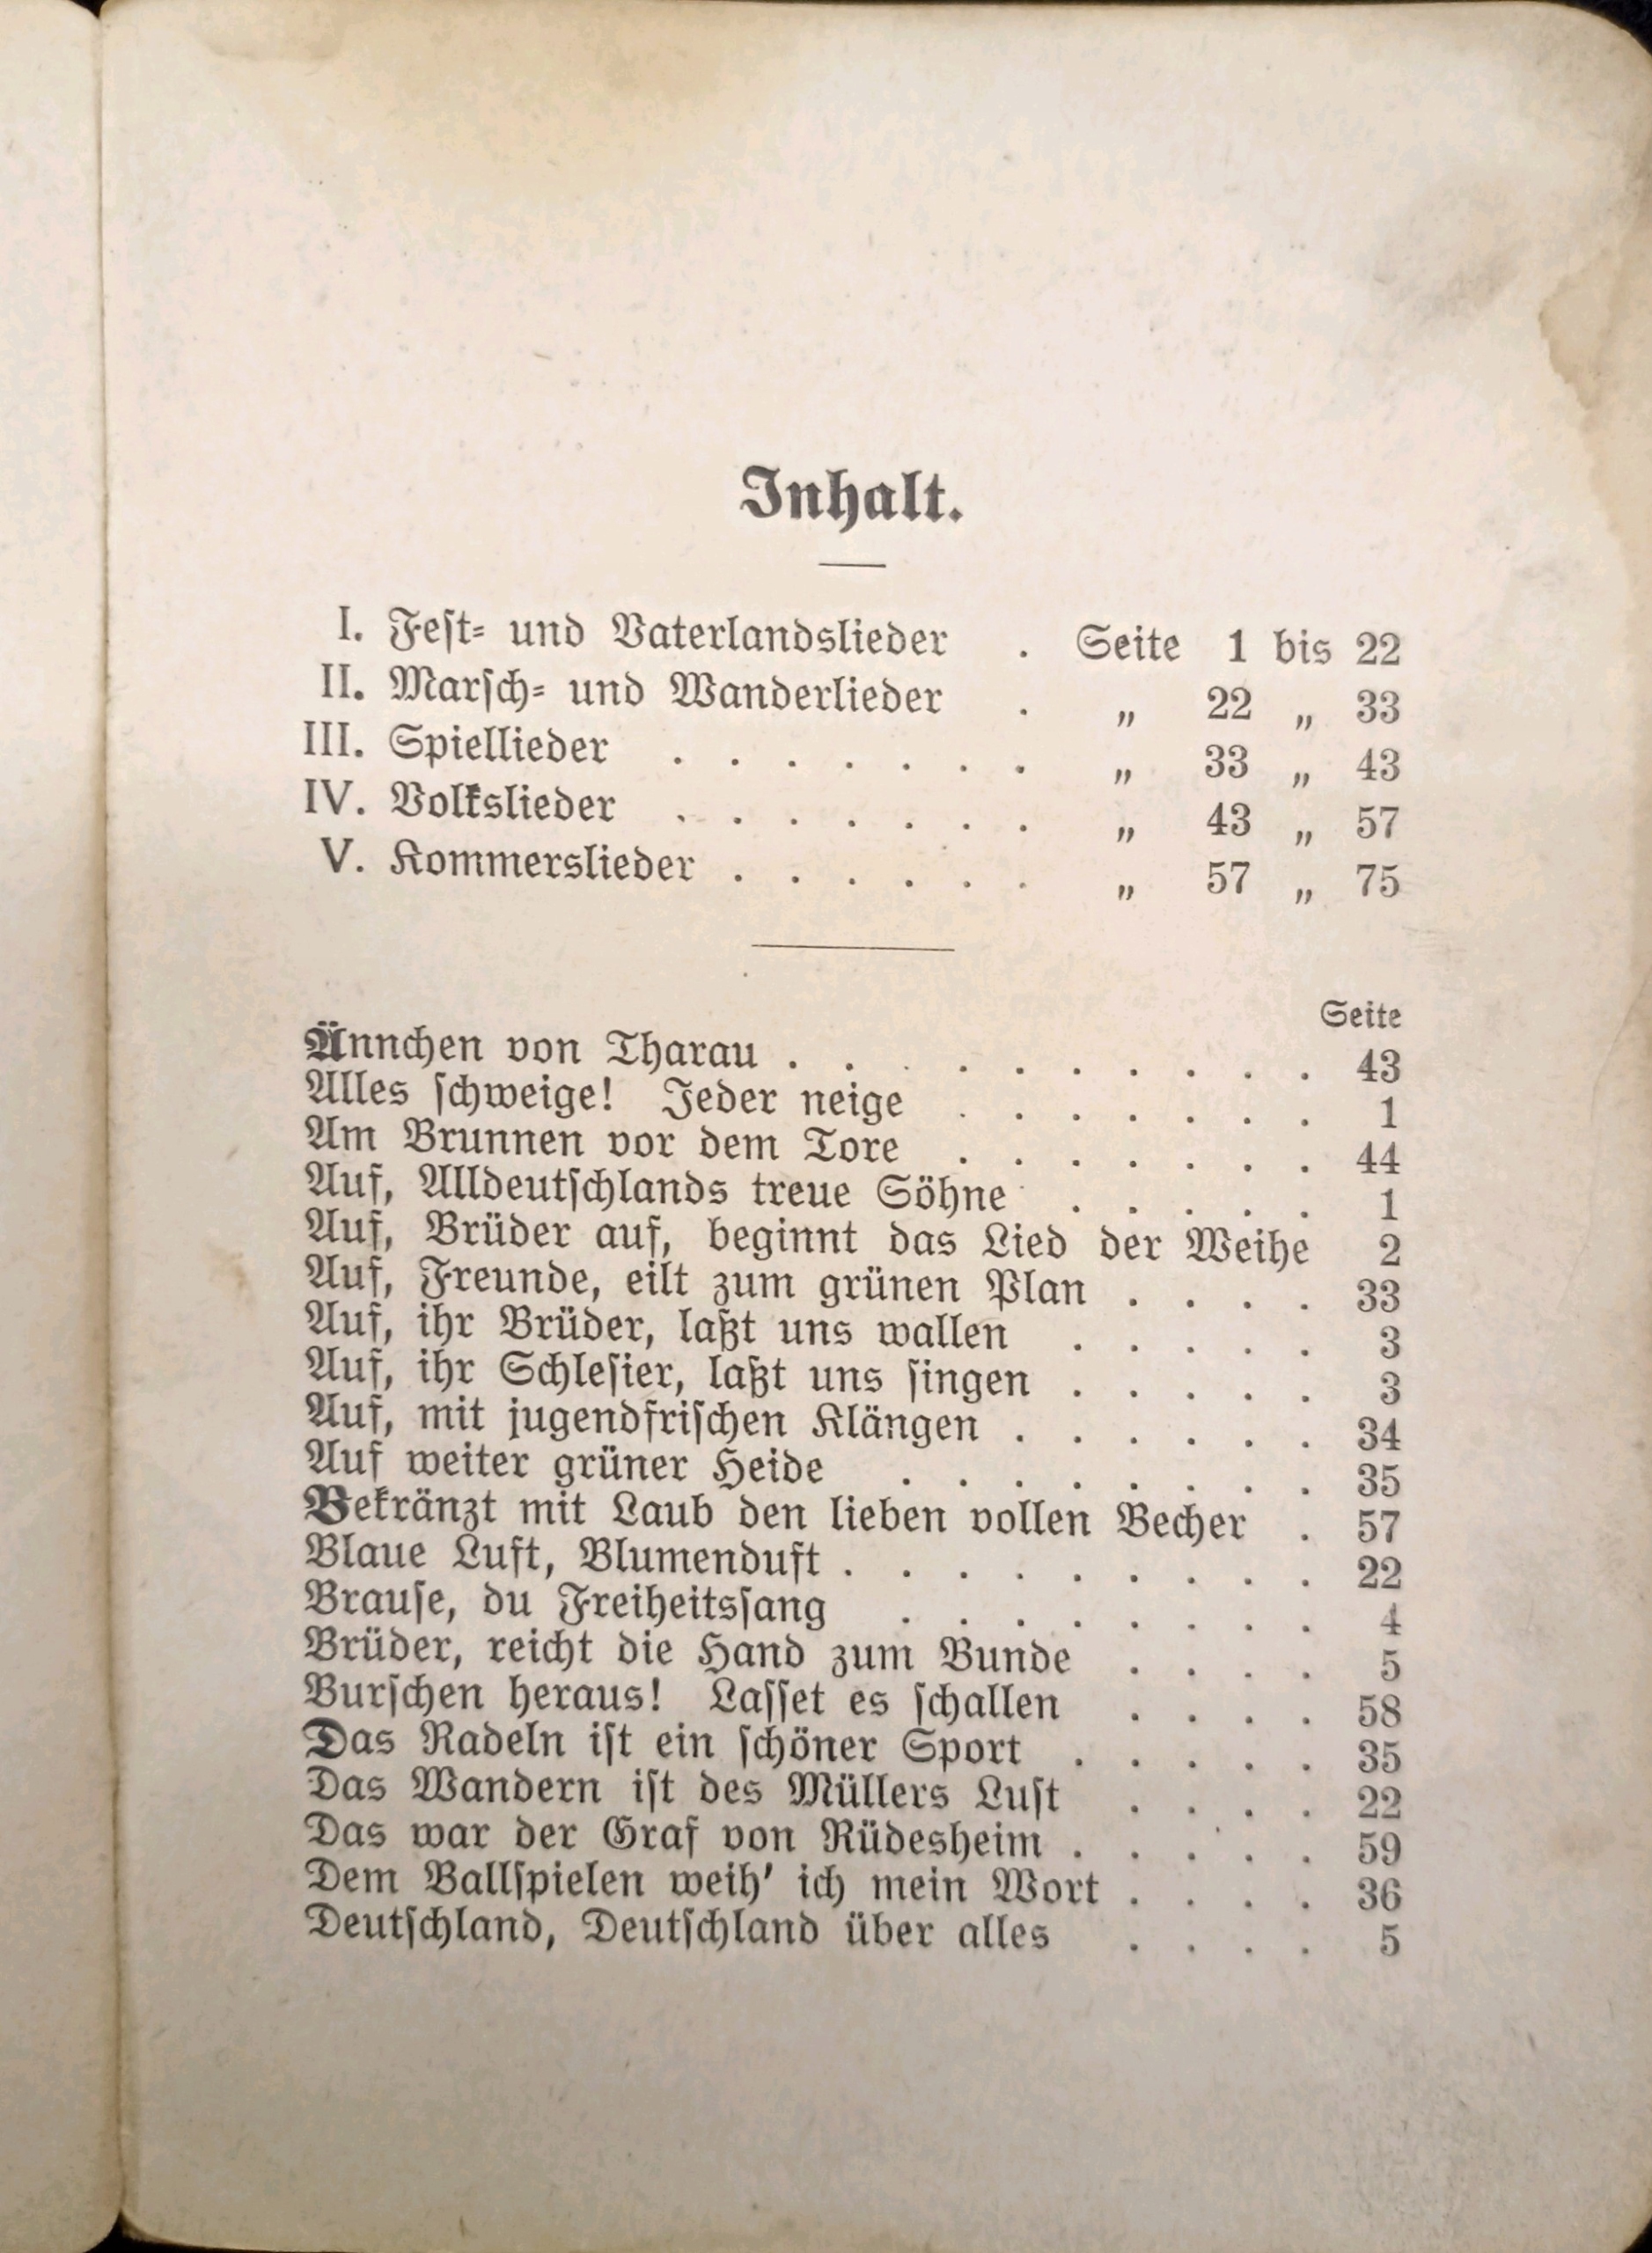 Inhalt.
I. Fest- und Vaterlandslieder . Seite 1 bis 22
II. Marsch- und Wanderlieder . „ 22 „ 33
III. Spiellieder . . . . . . . „ 33 „ 43
IV. Volkslieder . . . . . . . „ 43 „ 57
V. Kommerslieder . . . . . . „ 57 „ 75
Seite
Ännchen von Tharau . . . . . . . . . . 43
Alles schweige! Jeder neige . . . . . . . 1
Am Brunnen vor dem Tore . . . . . . . 44
Auf, Alldeutschlands treue Söhne . . . . . 1
Auf, Brüder auf, beginnt das Lied der Weihe 2
Auf, Freunde, eilt zum grünen Plan . . . . 33
Auf, ihr Brüder, laßt uns wallen . . . . . 3
Auf, ihr Schlesier, laßt uns singen . . . . . 3
Auf, mit jugendfrischen Klängen . . . . . . 34
Auf weiter grüner Heide . . . . . . . . 35
Bekränzt mit Laub den lieben vollen Becher . 57
Blaue Luft, Blumenduft . . . . . . . . . 22
Brause, du Freiheitssang . . . . . . . . 4
Brüder, reicht die Hand zum Bunde . . . . 5
Burschen heraus! Lasset es schallen . . . . 58
Das Radeln ist ein schöner Sport . . . . . 35
Das Wandern ist des Müllers Lust . . . . 22
Das war der Graf von Rüdesheim . . . . . 59
Dem Ballspielen weih' ich mein Wort . . . . 36
Deutschland, Deutschland über alles . . . . 5